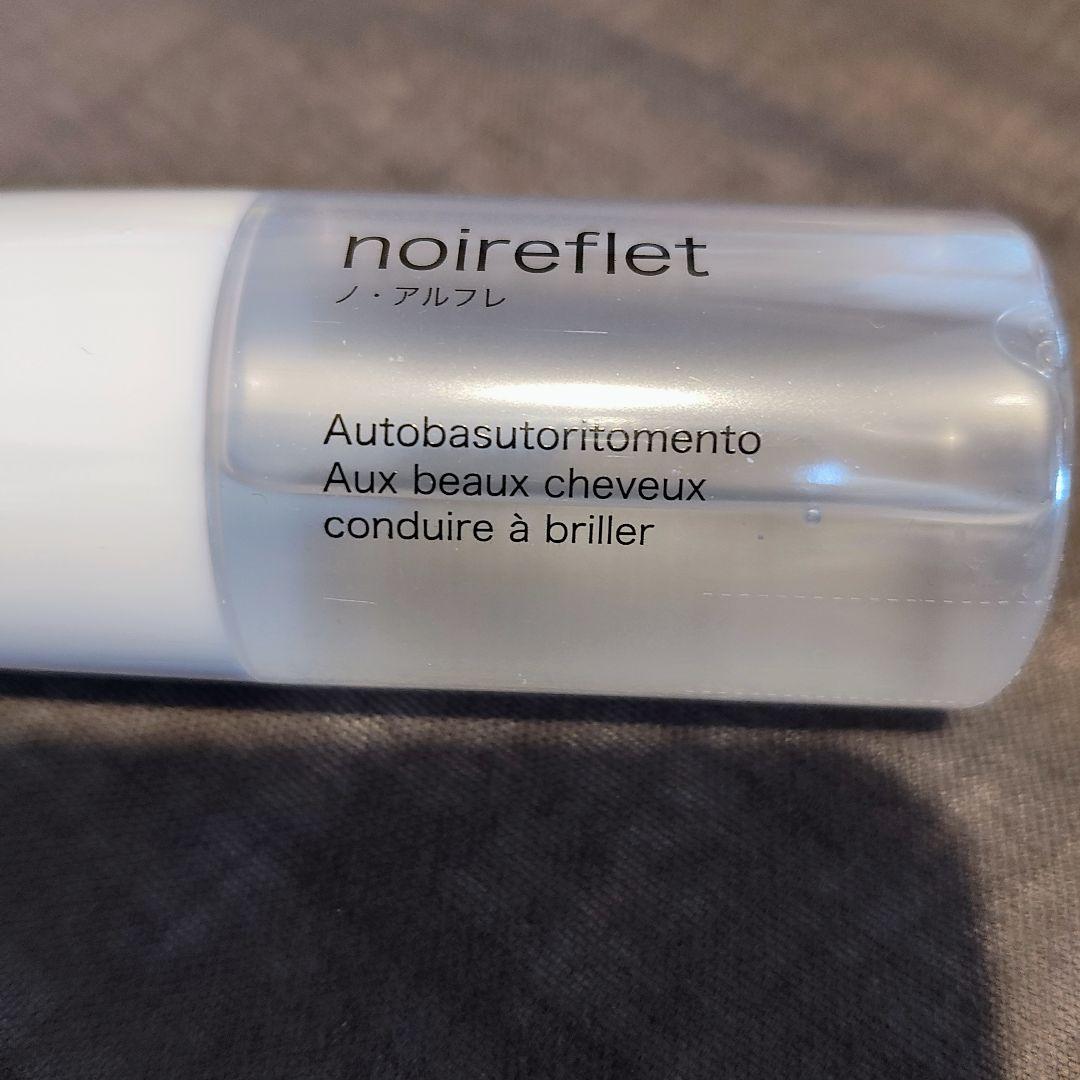 noireflet
ノ・アルフレ
Autobasutoritomento
Aux beaux cheveux
conduire à briller